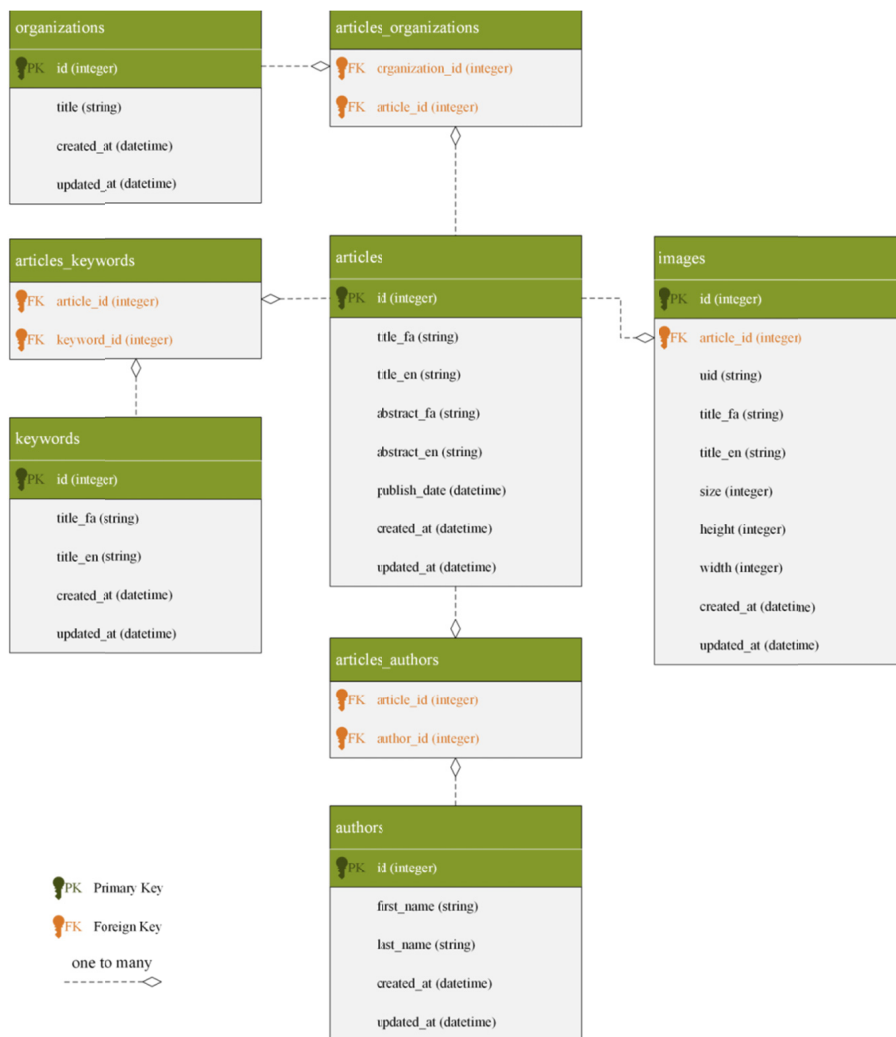 organizations
PK id (integer)
title (string)
created_at (datetime)
updated_at (datetime)
articles_organizations
FK crganization_id (integer)
FK article_id (integer)
articles_keywords
FK article_id (integer)
FK keyword_id (integer)
articles
PK id (integer)
title_fa (string)
title_en (string)
abstract_fa (string)
abstract_en (string)
publish_date (datetime)
created_at (datetime)
updated_at (datetime)
images
PK id (integer)
FK article_id (integer)
uid (string)
title_fa (string)
title_en (string)
size (integer)
height (integer)
width (integer)
created_at (datetime)
updated_at (datetime)
keywords
PK id (integer)
title_fa (string)
title_en (string)
created_at (datetime)
updated_at (datetime)
articles_authors
FK article_id (integer)
FK author_id (integer)
authors
PK id (integer)
first_name (string)
last_name (string)
created_at (datetime)
updated_at (datetime)
PK Primary Key
FK Foreign Key
one to many